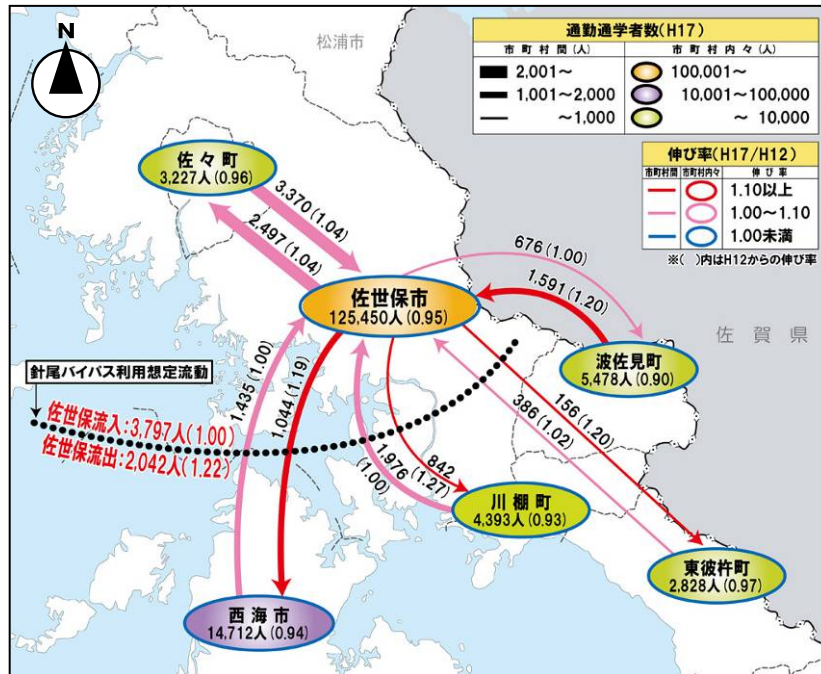 N
松浦市
通勤通学者数(H17)
市町村間(人)
市町村内々(人)
2,001～
100,001～
1,001～2,000
10,001～100,000
～1,000
～10,000
伸び率(H17/H12)
市町村間
市町村内々
伸び率
1.10以上
1.00～1.10
1.00未満
※( )内はH12からの伸び率
佐々町
3,227人(0.96)
3,370(1.04)
2,497(1.04)
676(1.00)
1,591(1.20)
佐世保市
125,450人(0.95)
佐賀県
波佐見町
5,478人(0.90)
針尾バイパス利用想定流動
佐世保流入:3,797人(1.00)
佐世保流出:2,042人(1.22)
1,435(1.00)
1,044(1.19)
1,976
(1.00)
842
(1.27)
386(1.02)
156(1.20)
川棚町
4,393人(0.93)
東彼杵町
2,828人(0.97)
西海市
14,712人(0.94)